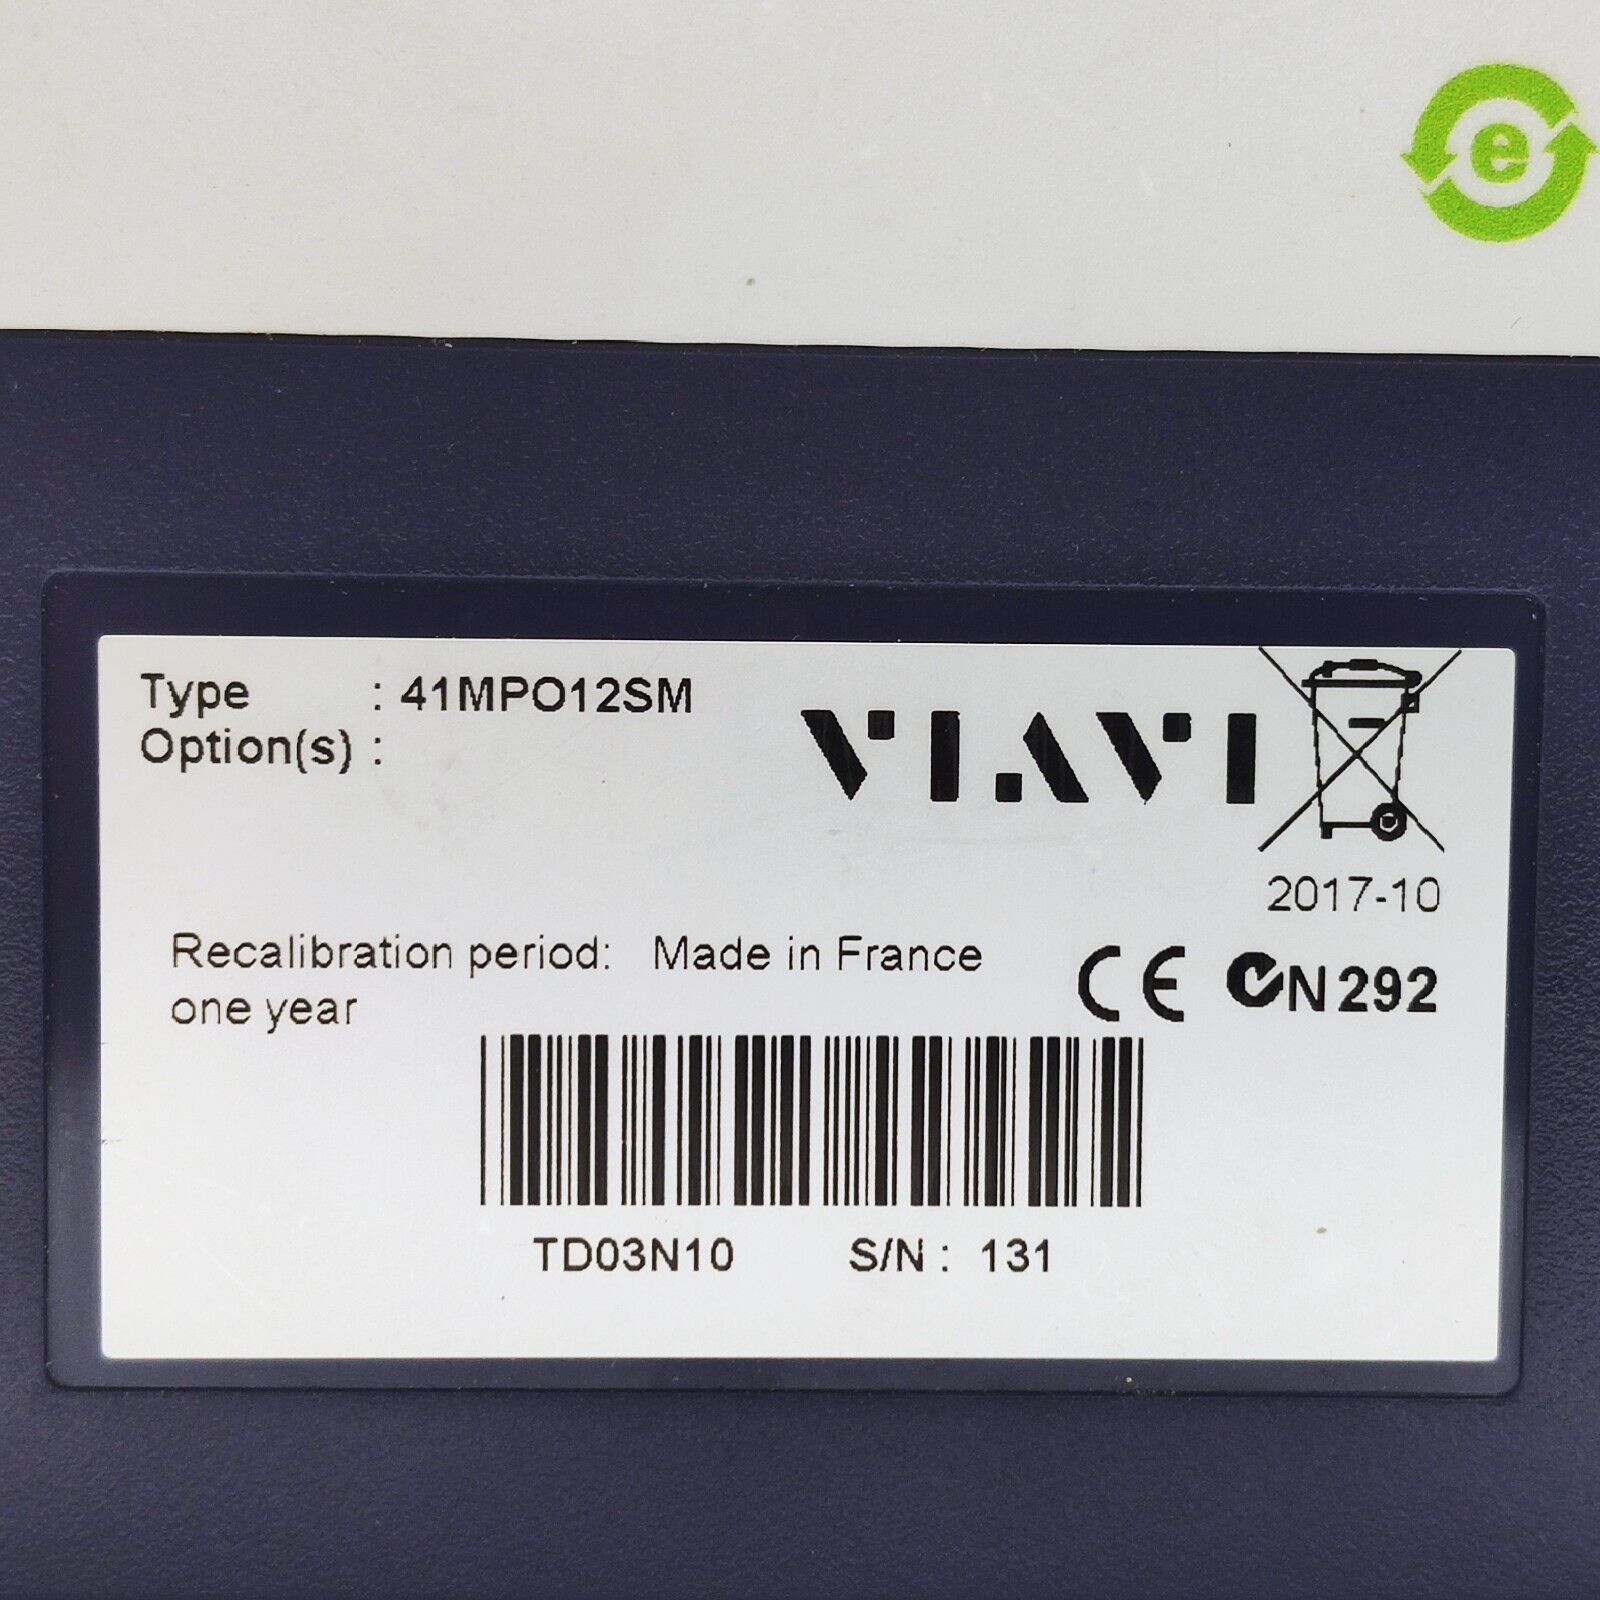 e
Type : 41MPO12SM
Option(s) :
VIAVI
2017-10
Recalibration period: Made in France
one year
CE N292
TD03N10 S/N : 131